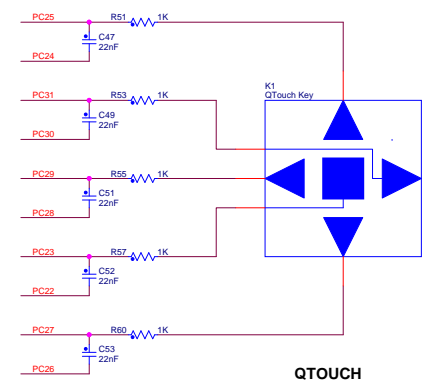 PC25 R51 1K
C47
22nF
PC24
K1
QTouch Key
PC31 R53 1K
C49
22nF
PC30
PC29 R55 1K
C51
22nF
PC28
PC23 R57 1K
C52
22nF
PC22
PC27 R60 1K
C53
22nF
PC26
QTOUCH